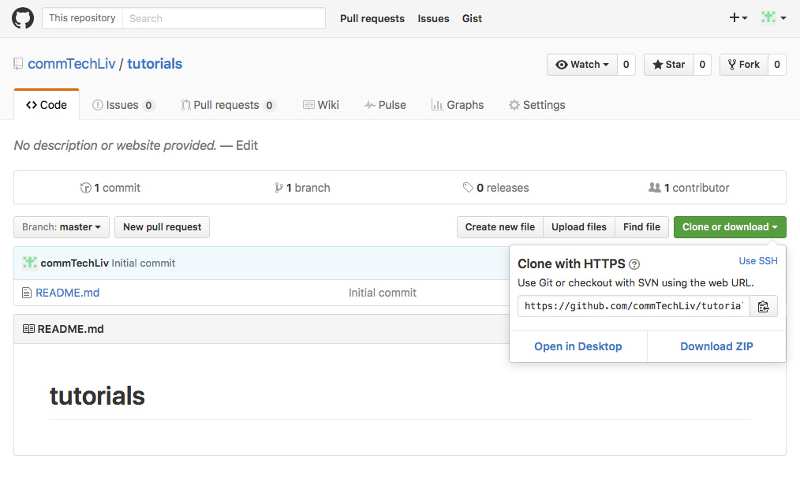 This repository Search Pull requests Issues Gist
commTechLiv / tutorials Watch 0 Star 0 Fork 0
Code Issues 0 Pull requests 0 Wiki Pulse Graphs Settings
No description or website provided. — Edit
1 commit 1 branch 0 releases 1 contributor
Branch: master New pull request Create new file Upload files Find file Clone or download
commTechLiv Initial commit
README.md Initial commit
Clone with HTTPS ? Use SSH
Use Git or checkout with SVN using the web URL.
https://github.com/commTechLiv/tutorial
Open in Desktop Download ZIP
README.md
tutorials